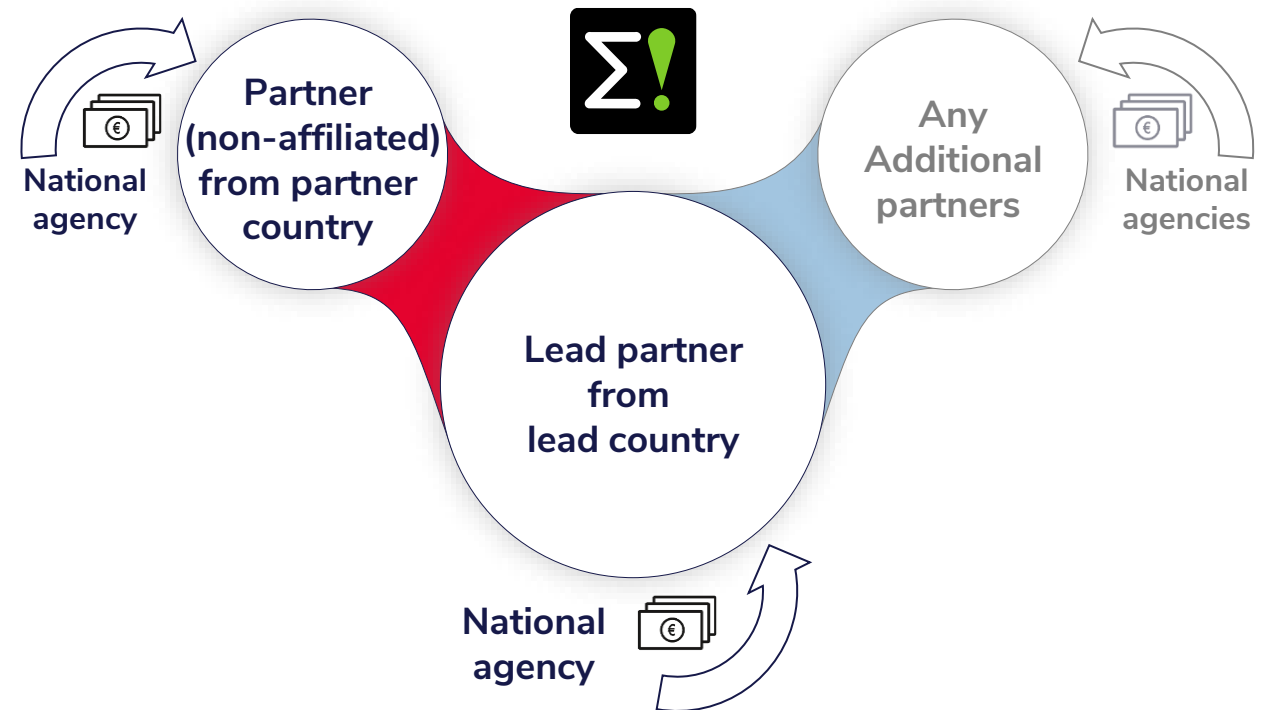 Partner
(non-affiliated)
from partner
country
National
agency
Σ!
Any
Additional
partners
National
agencies
Lead partner
from
lead country
National
agency
€
€
€